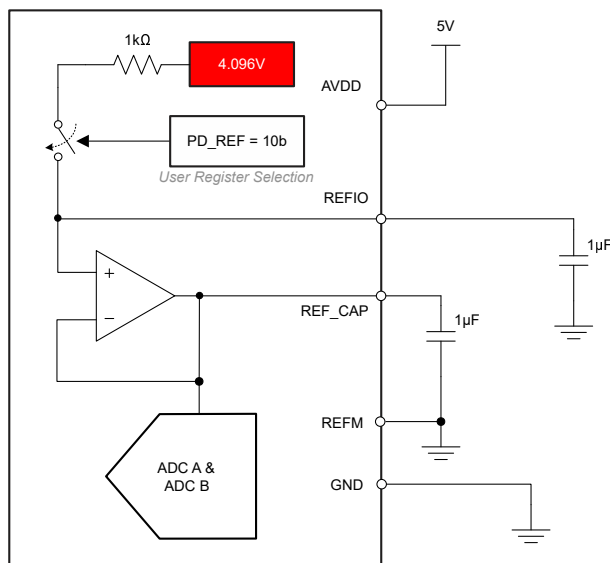 1kΩ
4.096V
5V
AVDD
PD_REF = 10b
User Register Selection
REFIO
1µF
+
−
REF_CAP
1µF
REFM
ADC A &
ADC B
GND